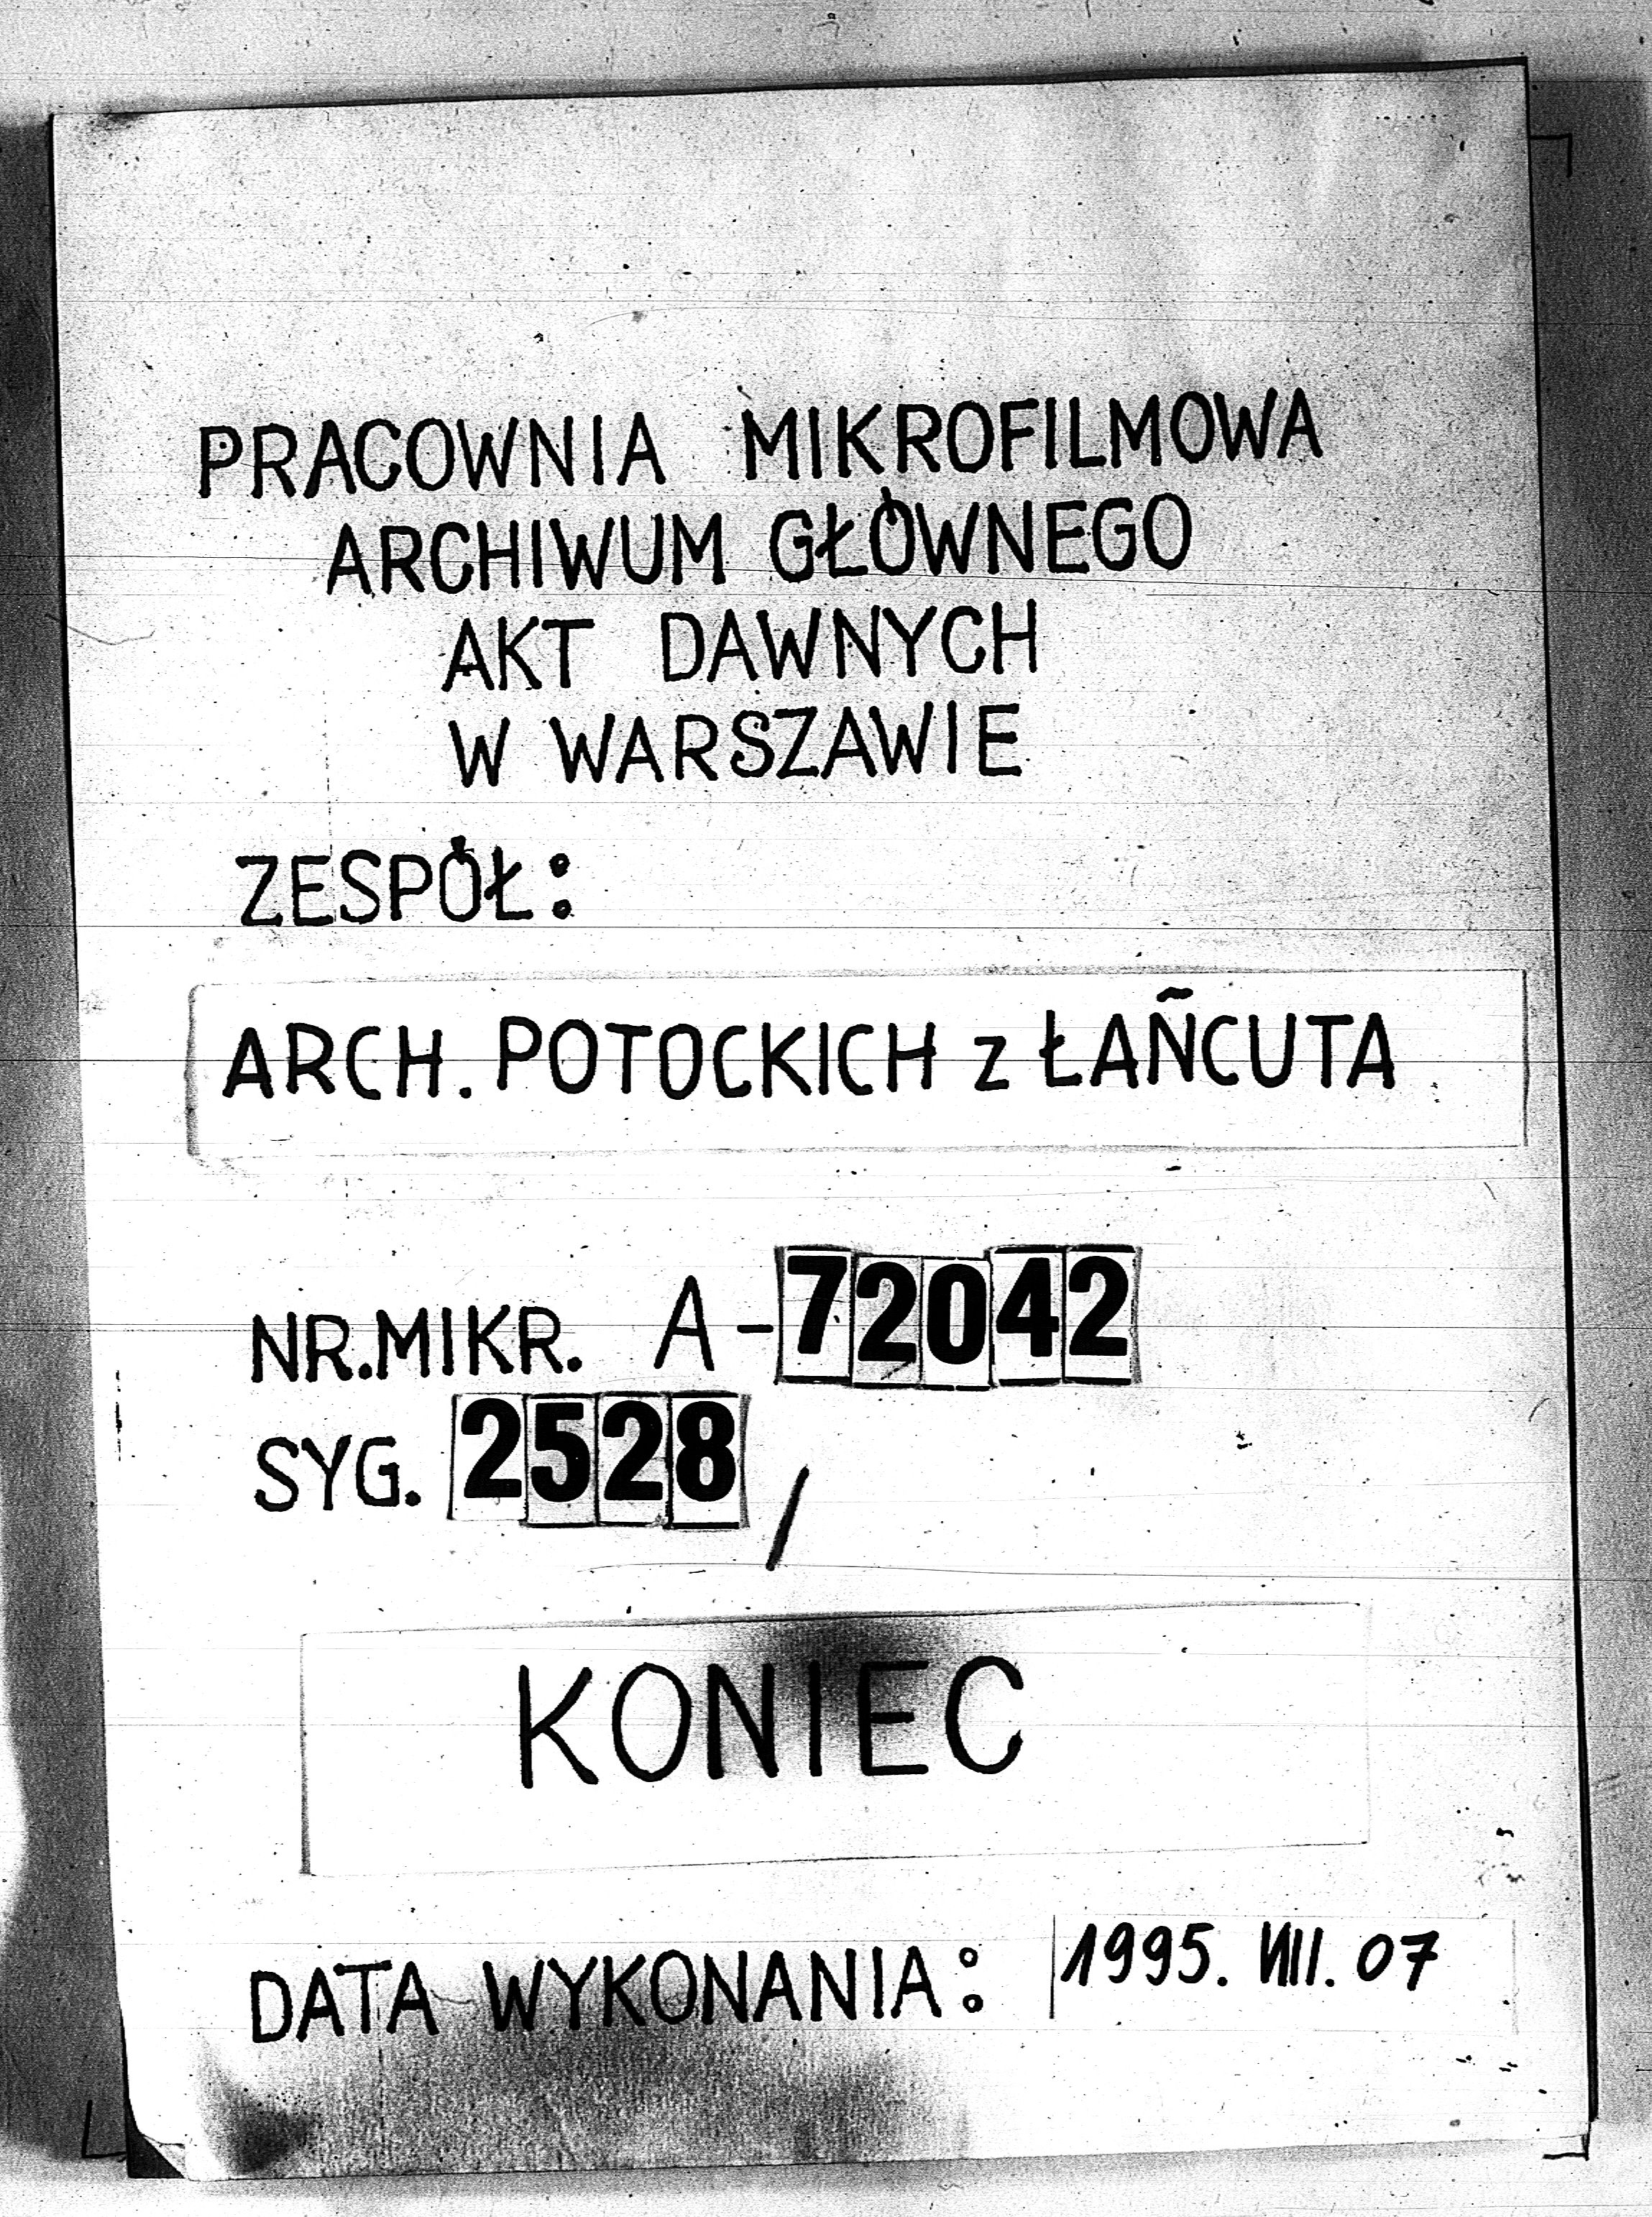 PRACOWNIA MIKROFILMOWA
ARCHIWUM GŁÓWNEGO
AKT DAWNYCH
W WARSZAWIE
ZESPÓŁ:
ARCH. POTOCKICH z ŁAŃCUTA
NR.MIKR. A-72042
SYG. 2528/
KONIEC
DATA WYKONANIA: 1995. VIII. 07